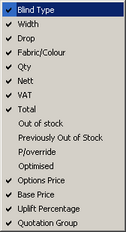 Blind Type
Width
Drop
Fabric/Colour
Qty
Nett
VAT
Total
Out of stock
Previously Out of Stock
P/override
Optimised
Options Price
Base Price
Uplift Percentage
Quotation Group